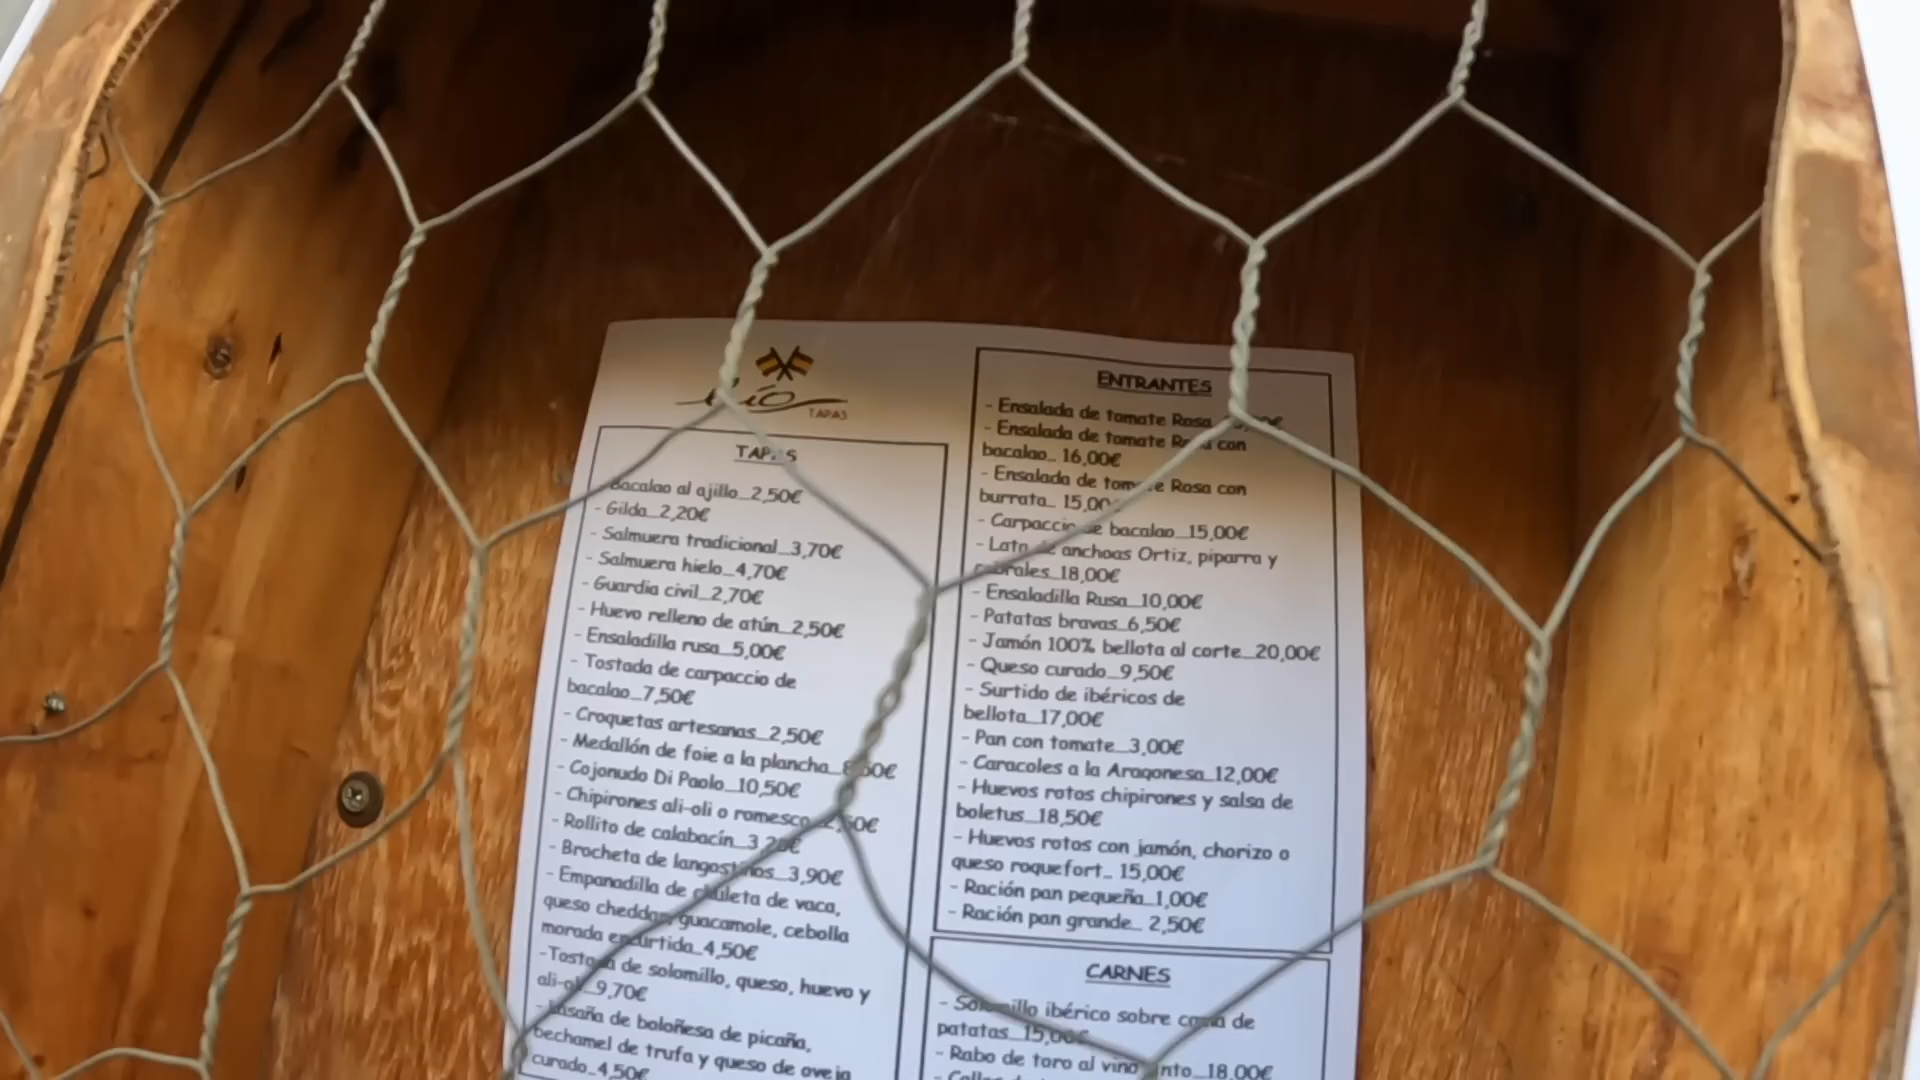 TAPAS
TAPAS
Bacalao al ajillo_2,50€
- Gilda_2,20€
- Salmuera tradicional_3,70€
- Salmuera hielo_4,70€
- Guardia civil_2,70€
- Huevo relleno de atún_2,50€
- Ensaladilla rusa_5,00€
- Tostada de carpaccio de
bacalao_7,50€
- Croquetas artesanas_2,50€
- Medallón de foie a la plancha
- Cojonudo Di Paolo_10,50€
- Chipirones ali-oli o romesco
- Rollito de calabacín
- Brocheta de langostinos_3,90€
- Empanadilla de chuleta de vaca,
queso cheddar, guacamole, cebolla
morada encurtida_4,50€
-Tostada de solomillo, queso, huevo y
ali-oli_9,70€
- Lasaña de boloñesa de picaña,
bechamel de trufa y queso de oveja
curado_4,50€
ENTRANTES
- Ensalada de tomate Rosa
- Ensalada de tomate Rosa con
bacalao_ 16,00€
- Ensalada de tomate Rosa con
burrata_ 15,00€
- Carpaccio de bacalao_15,00€
- Lata de anchoas Ortiz, piparra y
cabrales_18,00€
- Ensaladilla Rusa_10,00€
- Patatas bravas_6,50€
- Jamón 100% bellota al corte_20,00€
- Queso curado_9,50€
- Surtido de ibéricos de
bellota_17,00€
- Pan con tomate_3,00€
- Caracoles a la Aragonesa_12,00€
- Huevos rotos chipirones y salsa de
boletus_18,50€
- Huevos rotos con jamón, chorizo o
queso roquefort_ 15,00€
- Ración pan pequeña_1,00€
- Ración pan grande_ 2,50€
CARNES
- Solomillo ibérico sobre cama de
patatas_15,00€
- Rabo de toro al vino tinto_18,00€